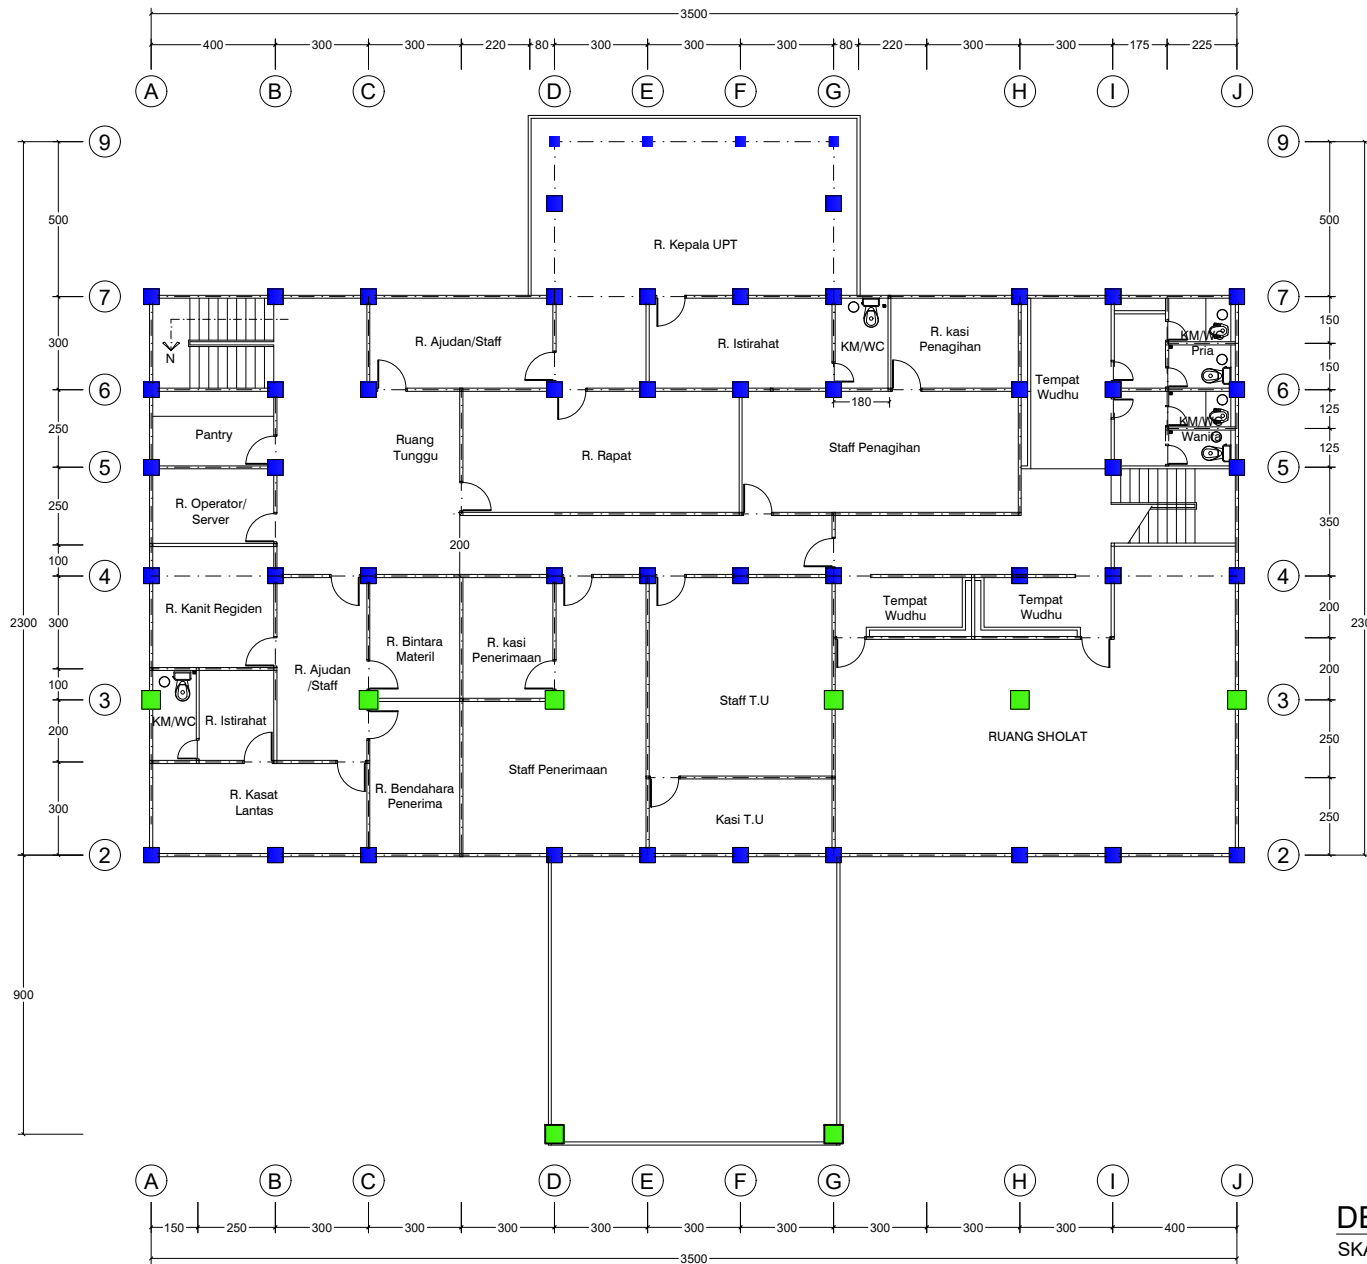 3500
400 300 300 220 80 300 300 300 80 220 300 300 175 225
A B C D E F G H I J
9 9
500 500
R. Kepala UPT
7 7
300
150
150
R. Ajudan/Staff
R. Istirahat
KM/WC
R. kasi
Penagihan
KM/WC
Pria
N
Tempat
Wudhu
6 6
180
250
125
125
Pantry
Ruang
Tunggu
R. Rapat
Staff Penagihan
KM/WC
Wanita
5 5
R. Operator/
Server
250
350
200
100
4 4
2300
300
200
R. Kanit Regiden
R. Ajudan
/Staff
R. Bintara
Materil
R. kasi
Penerimaan
Tempat
Wudhu
Tempat
Wudhu
100
200
3 3
KM/WC
R. Istirahat
Staff T.U
RUANG SHOLAT
200
250
Staff Penerimaan
R. Kasat
Lantas
R. Bendahara
Penerima
Kasi T.U
300
250
2 2
900
A B C D E F G H I J
150 250 300 300 300 300 300 300 300 300 300 400
3500